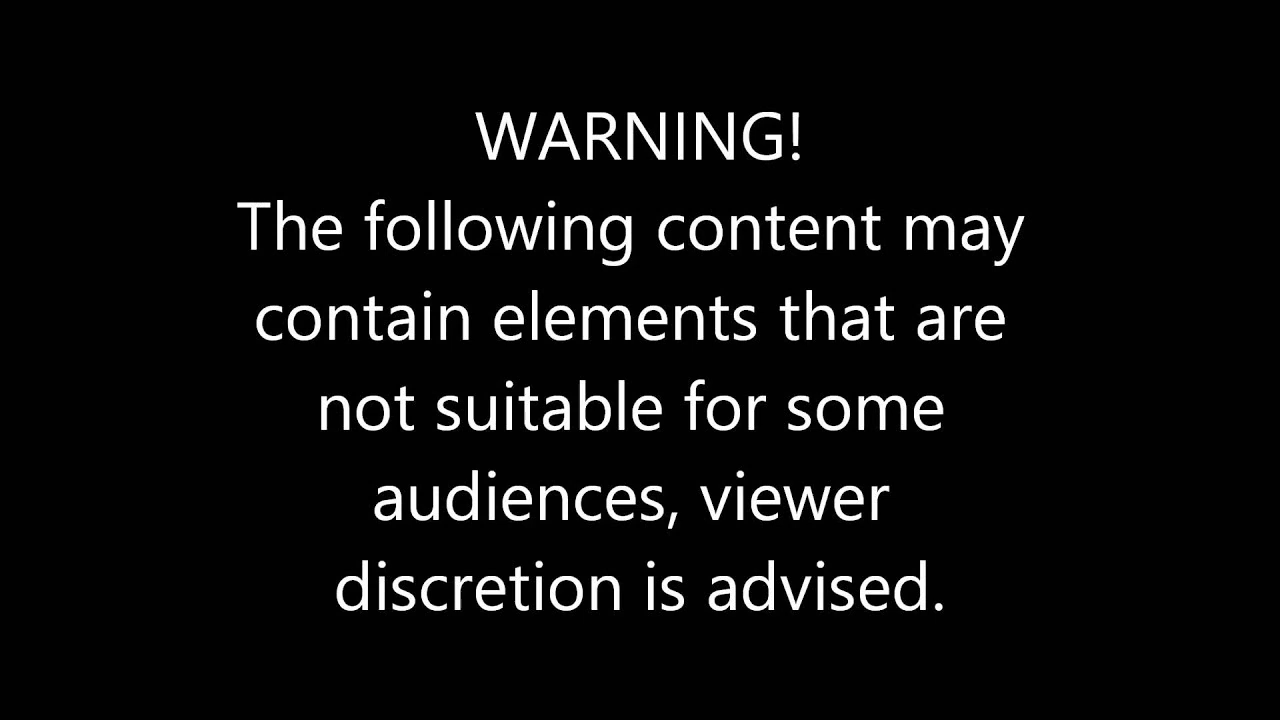 WARNING!
The following content may
contain elements that are
not suitable for some
audiences, viewer
discretion is advised.